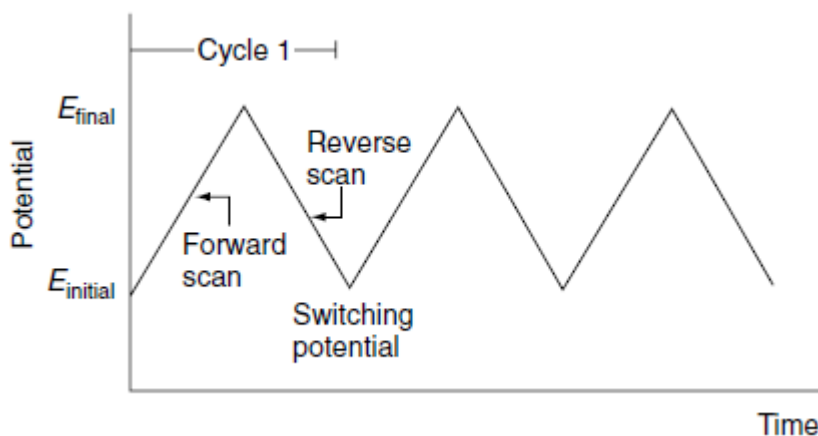 Cycle 1
E_final
Reverse
scan
Potential
Forward
scan
E_initial
Switching
potential
Time